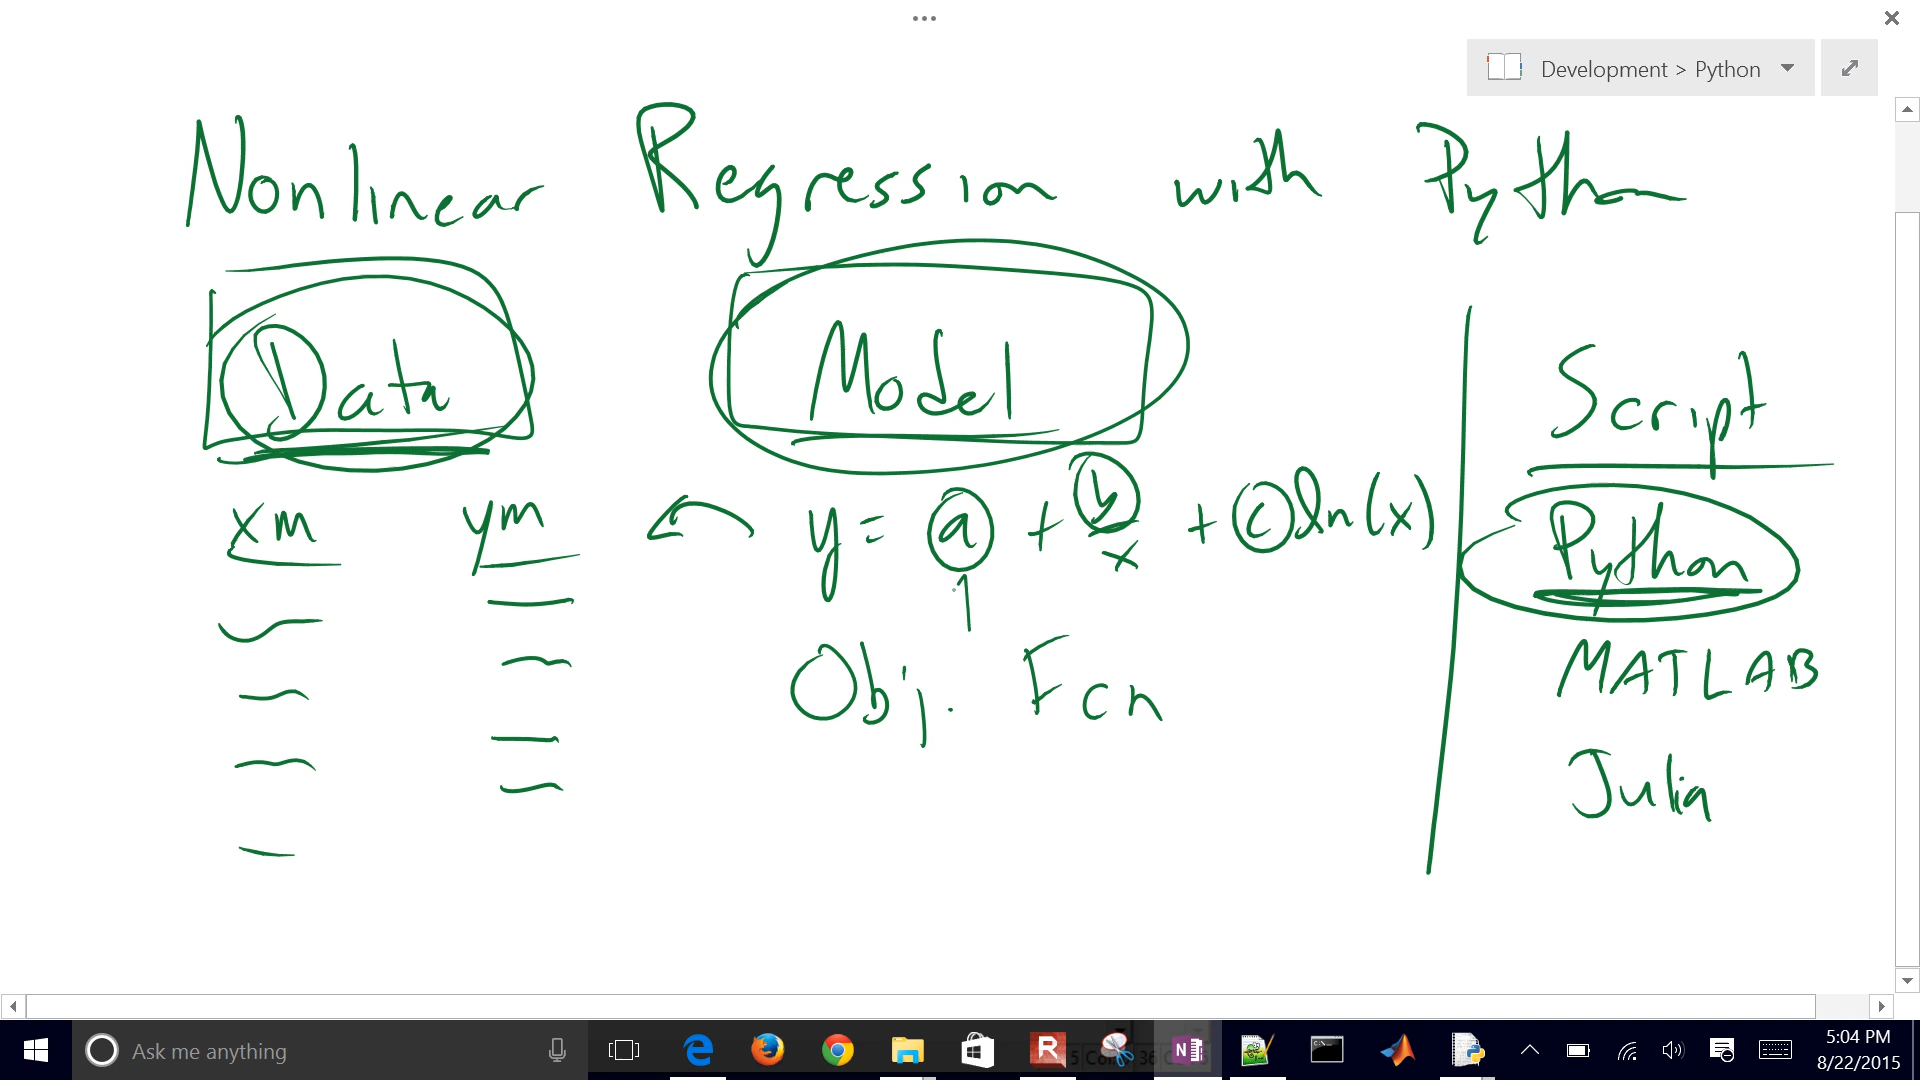 Development > Python
Nonlinear Regression with Python
Data
Model
Script
xm ym
y = a + b/x + c ln(x)
Python
Obj. Fcn
MATLAB
Julia
Ask me anything
5:04 PM
8/22/2015